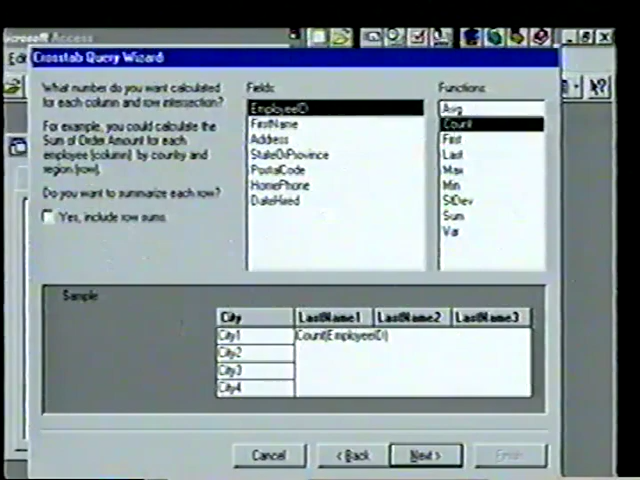 Microsoft Access
Crosstab Query Wizard
What number do you want calculated
for each column and row intersection?
For example, you could calculate the
Sum of Order Amount for each
employee (column) by country and
region (row).
Do you want to summarize each row?
Yes, include row sums.
Fields:
EmployeeID
FirstName
Address
StateOrProvince
PostalCode
HomePhone
DateHired
Functions:
Avg
Count
First
Last
Max
Min
StDev
Sum
Var
Sample
City LastName1 LastName2 LastName3
City1 Count(EmployeeID)
City2
City3
City4
Cancel
< Back
Next >
Finish